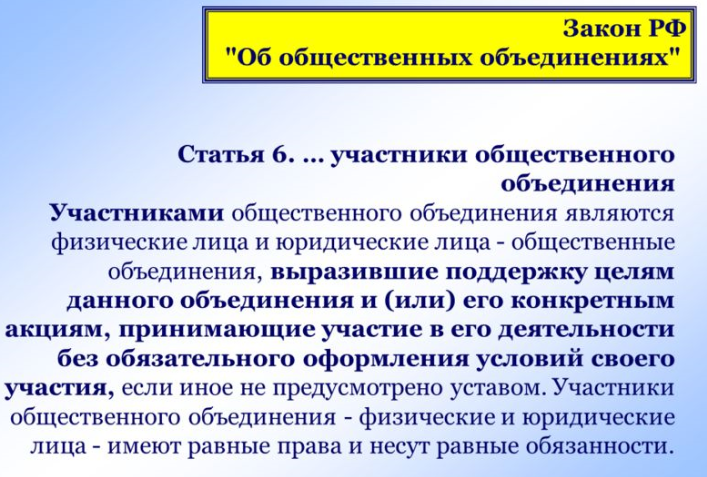 Закон РФ
"Об общественных объединениях"
Статья 6. ... участники общественного
объединения
Участниками общественного объединения являются
физические лица и юридические лица - общественные
объединения, выразившие поддержку целям
данного объединения и (или) его конкретным
акциям, принимающие участие в его деятельности
без обязательного оформления условий своего
участия, если иное не предусмотрено уставом. Участники
общественного объединения - физические и юридические
лица - имеют равные права и несут равные обязанности.